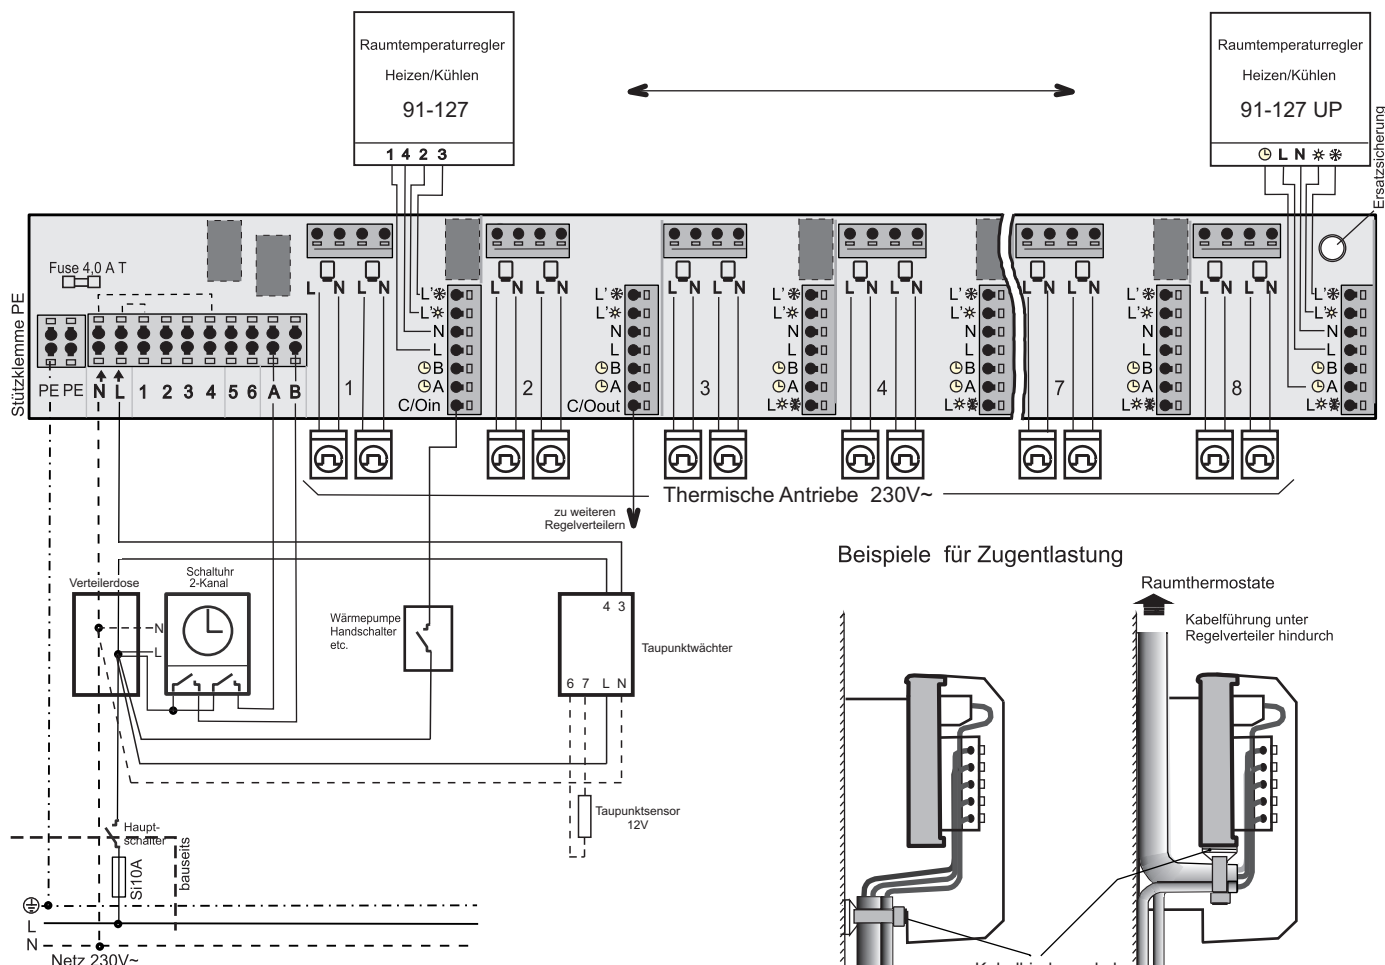 Raumtemperaturregler
Heizen/Kühlen
91-127
1 4 2 3
Raumtemperaturregler
Heizen/Kühlen
91-127 UP
L N
Ersatzsicherung
Fuse 4,0 A T
Stützklemme PE
L N L N
L N L N
L N L N
L N L N
L N L N
L N L N
L'
L'
N
L
B
A
C/Oin
L'
L'
N
L
B
A
C/Oout
L'
L'
N
L
B
A
L
L'
L'
N
L
B
A
L
L'
L'
N
L
B
A
L
L'
L'
N
L
B
A
L
PE PE N L 1 2 3 4 5 6 A B
1 2 3 4 7 8
Thermische Antriebe 230V~
zu weiteren
Regelverteilern
Verteilerdose
Schaltuhr
2-Kanal
N
L
Wärmepumpe
Handschalter
etc.
4 3
Taupunktwächter
6 7 L N
Taupunktsensor
12V
Haupt-
schalter
bauseits
Si10A
L
N
Netz 230V~
Beispiele für Zugentlastung
Raumthermostate
Kabelführung unter
Regelverteiler hindurch